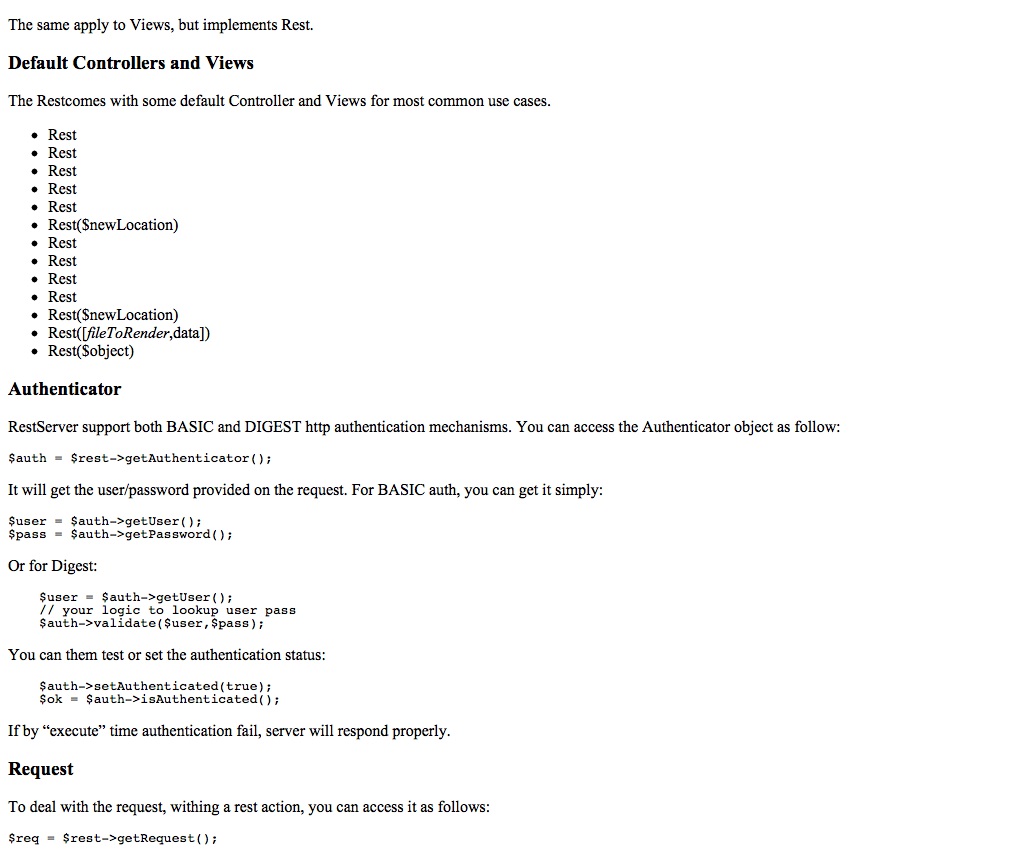 The same apply to Views, but implements Rest.
Default Controllers and Views
The Restcomes with some default Controller and Views for most common use cases.
• Rest
• Rest
• Rest
• Rest
• Rest
• Rest($newLocation)
• Rest
• Rest
• Rest
• Rest
• Rest($newLocation)
• Rest([fileToRender,data])
• Rest($object)
Authenticator
RestServer support both BASIC and DIGEST http authentication mechanisms. You can access the Authenticator object as follow:
$auth = $rest->getAuthenticator();
It will get the user/password provided on the request. For BASIC auth, you can get it simply:
$user = $auth->getUser();
$pass = $auth->getPassword();
Or for Digest:
$user = $auth->getUser();
// your logic to lookup user pass
$auth->validate($user,$pass);
You can them test or set the authentication status:
$auth->setAuthenticated(true);
$ok = $auth->isAuthenticated();
If by “execute” time authentication fail, server will respond properly.
Request
To deal with the request, withing a rest action, you can access it as follows:
$req = $rest->getRequest();